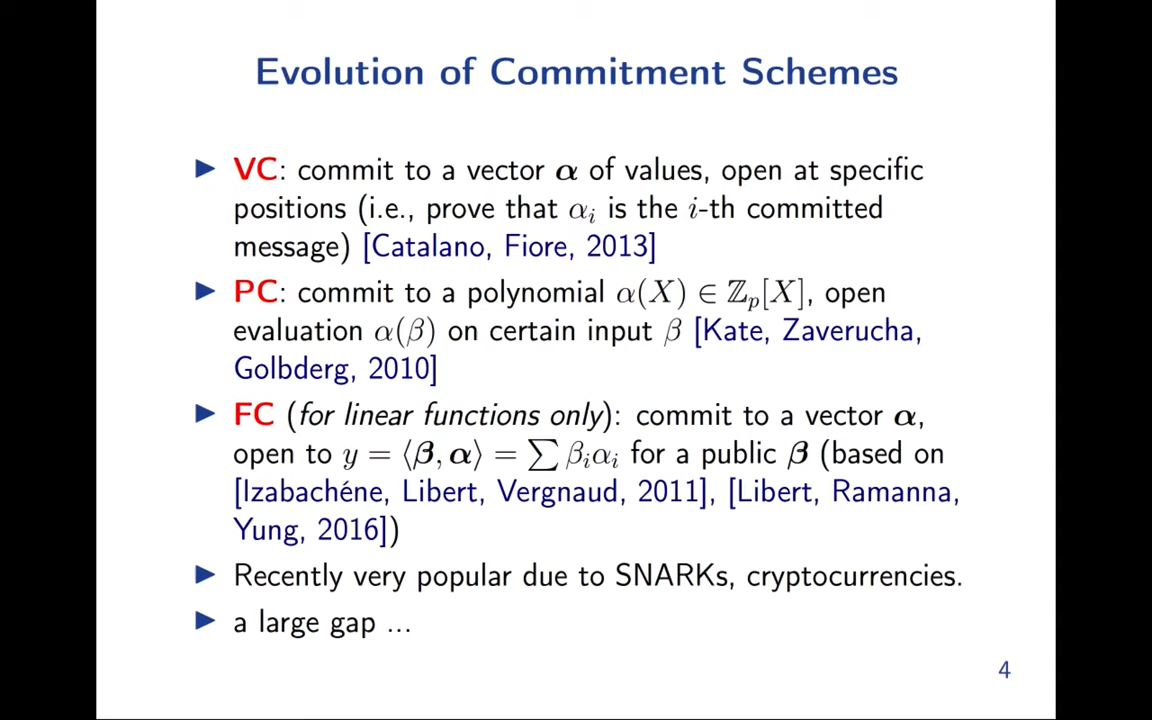 Evolution of Commitment Schemes
▶ VC: commit to a vector α of values, open at specific
positions (i.e., prove that αᵢ is the i-th committed
message) [Catalano, Fiore, 2013]
▶ PC: commit to a polynomial α(X) ∈ ℤₚ[X], open
evaluation α(β) on certain input β [Kate, Zaverucha,
Golbderg, 2010]
▶ FC (for linear functions only): commit to a vector α,
open to y = ⟨β, α⟩ = ∑ βᵢαᵢ for a public β (based on
[Izabachéne, Libert, Vergnaud, 2011], [Libert, Ramanna,
Yung, 2016])
▶ Recently very popular due to SNARKs, cryptocurrencies.
▶ a large gap ...
4